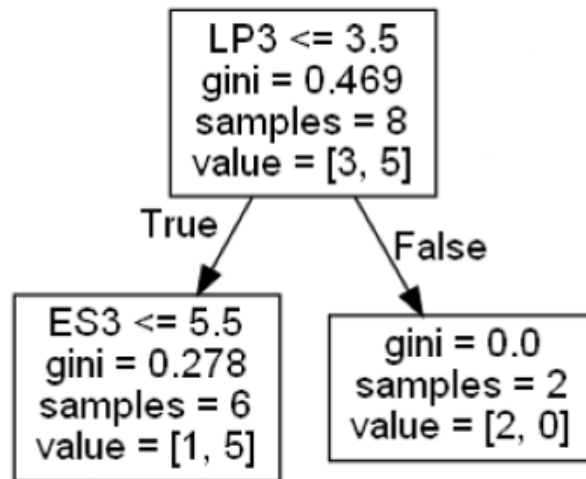 LP3 <= 3.5
gini = 0.469
samples = 8
value = [3, 5]
True
False
ES3 <= 5.5
gini = 0.278
samples = 6
value = [1, 5]
gini = 0.0
samples = 2
value = [2, 0]